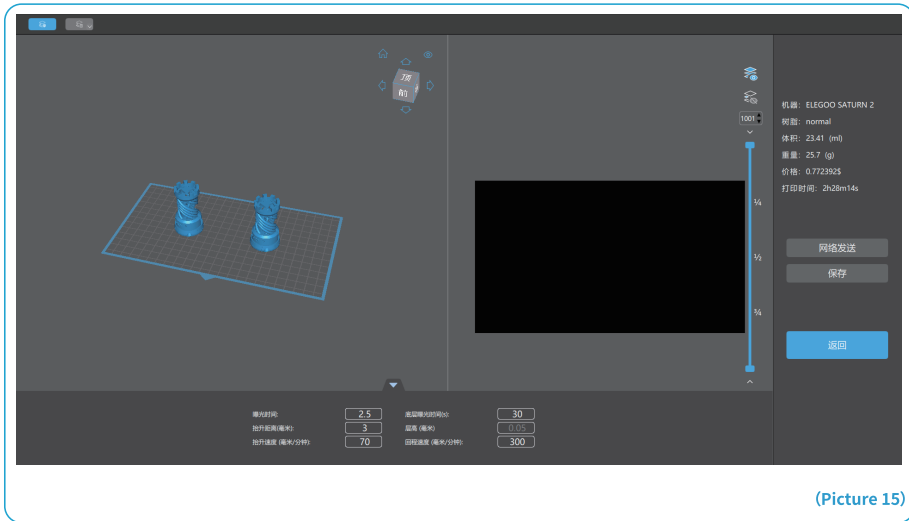 顶
前
1001
¼
½
¾
机器: ELEGOO SATURN 2
树脂: normal
体积: 23.41 (ml)
重量: 25.7 (g)
价格: 0.772392$
打印时间: 2h28m14s
网络发送
保存
返回
曝光时间: 2.5 底层曝光时间(s): 30
抬升距离(毫米): 3 层高 (毫米) 0.05
抬升速度 (毫米/分钟): 70 回程速度 (毫米/分钟): 300
(Picture 15)